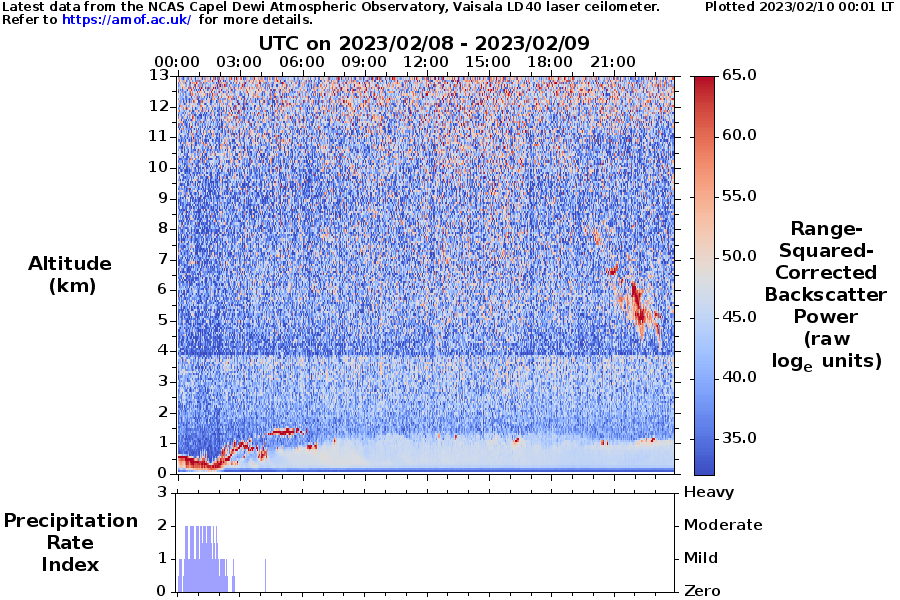 Latest data from the NCAS Capel Dewi Atmospheric Observatory, Vaisala LD40 laser ceilometer.
Plotted 2023/02/10 00:01 LT
Refer to https://amof.ac.uk/ for more details.
UTC on 2023/02/08 - 2023/02/09
00:00 03:00 06:00 09:00 12:00 15:00 18:00 21:00
13
12
11
10
9
8
7
6
5
4
3
2
1
0
Altitude
(km)
65.0
60.0
55.0
50.0
45.0
40.0
35.0
Range-
Squared-
Corrected
Backscatter
Power
(raw
logₑ units)
Precipitation
Rate
Index
3
2
1
0
Heavy
Moderate
Mild
Zero